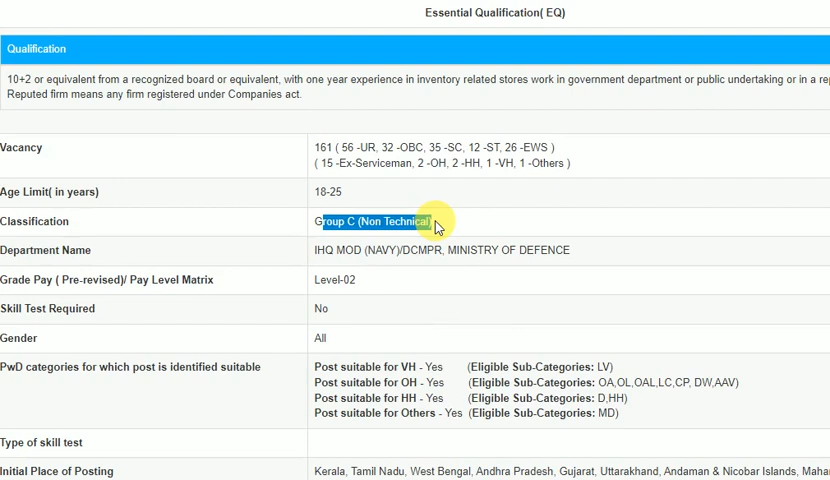 Essential Qualification( EQ)
Qualification
10+2 or equivalent from a recognized board or equivalent, with one year experience in inventory related stores work in government department or public undertaking or in a
Reputed firm means any firm registered under Companies act.
Vacancy
161 ( 56 -UR, 32 -OBC, 35 -SC, 12 -ST, 26 -EWS )
( 15 -Ex-Serviceman, 2 -OH, 2 -HH, 1 -VH, 1 -Others )
Age Limit( in years) 18-25
Classification Group C (Non Technical)
Department Name IHQ MOD (NAVY)/DCMPR, MINISTRY OF DEFENCE
Grade Pay ( Pre-revised)/ Pay Level Matrix Level-02
Skill Test Required No
Gender All
PwD categories for which post is identified suitable Post suitable for VH - Yes (Eligible Sub-Categories: LV)
Post suitable for OH - Yes (Eligible Sub-Categories: OA,OL,OAL,LC,CP, DW,AAV)
Post suitable for HH - Yes (Eligible Sub-Categories: D,HH)
Post suitable for Others - Yes (Eligible Sub-Categories: MD)
Type of skill test
Initial Place of Posting Kerala, Tamil Nadu, West Bengal, Andhra Pradesh, Gujarat, Uttarakhand, Andaman & Nicobar Islands,